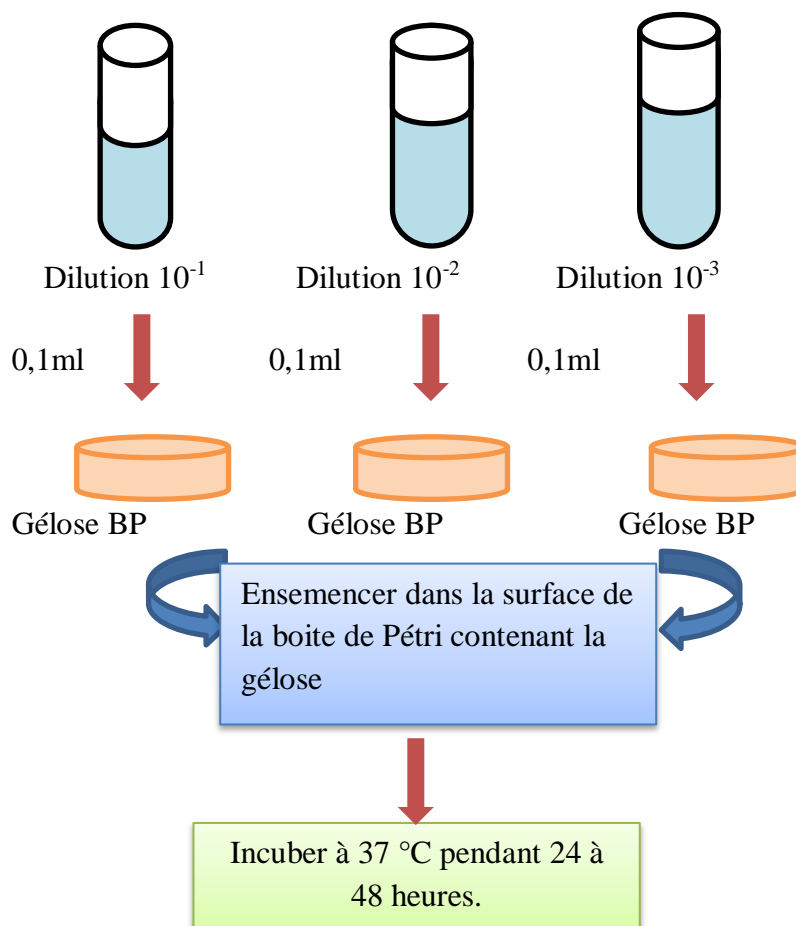 Dilution 10⁻¹
Dilution 10⁻²
Dilution 10⁻³
0,1ml
0,1ml
0,1ml
Gélose BP
Gélose BP
Gélose BP
Ensemencer dans la surface de
la boite de Pétri contenant la
gélose
Incuber à 37 °C pendant 24 à
48 heures.